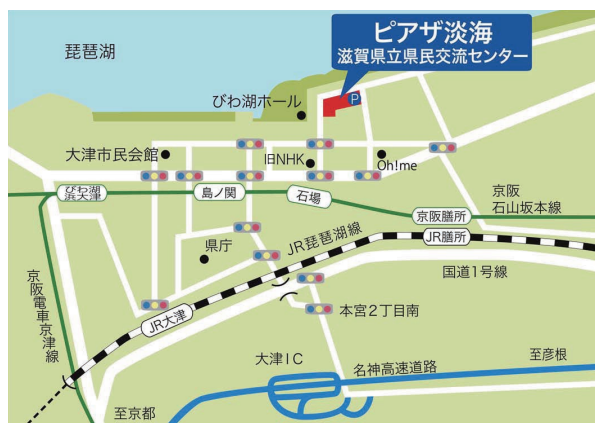 ピアザ淡海
滋賀県立県民交流センター
琵琶湖
P
びわ湖ホール
大津市民会館
旧NHK
Oh!me
びわ湖
浜大津
島ノ関
石場
京阪膳所
京阪
石山坂本線
県庁
JR琵琶湖線
JR膳所
国道1号線
京阪電車京津線
JR大津
本宮2丁目南
大津IC
名神高速道路
至彦根
至京都